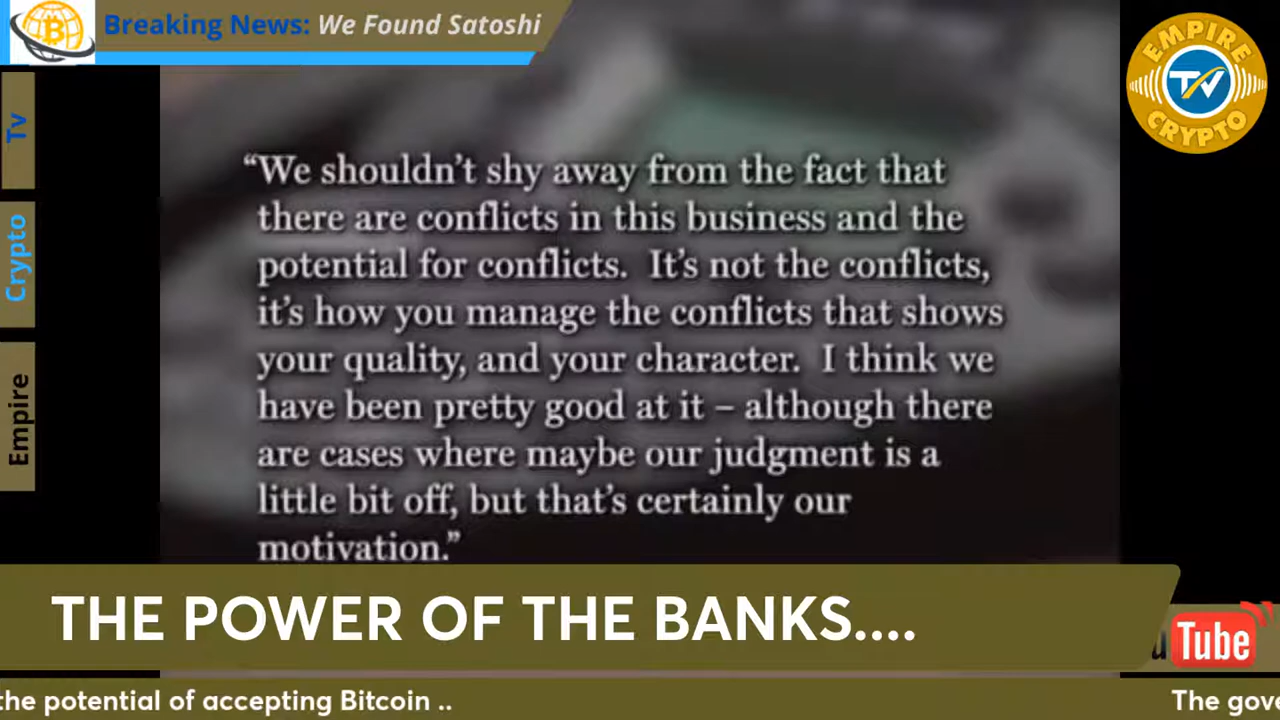 Breaking News: We Found Satoshi
EMPIRE
TV
CRYPTO
Tv
Crypto
Empire
“We shouldn’t shy away from the fact that
there are conflicts in this business and the
potential for conflicts.  It’s not the conflicts,
it’s how you manage the conflicts that shows
your quality, and your character.  I think we
have been pretty good at it – although there
are cases where maybe our judgment is a
little bit off, but that’s certainly our
motivation.”
THE POWER OF THE BANKS....
Tube
the potential of accepting Bitcoin ..
The